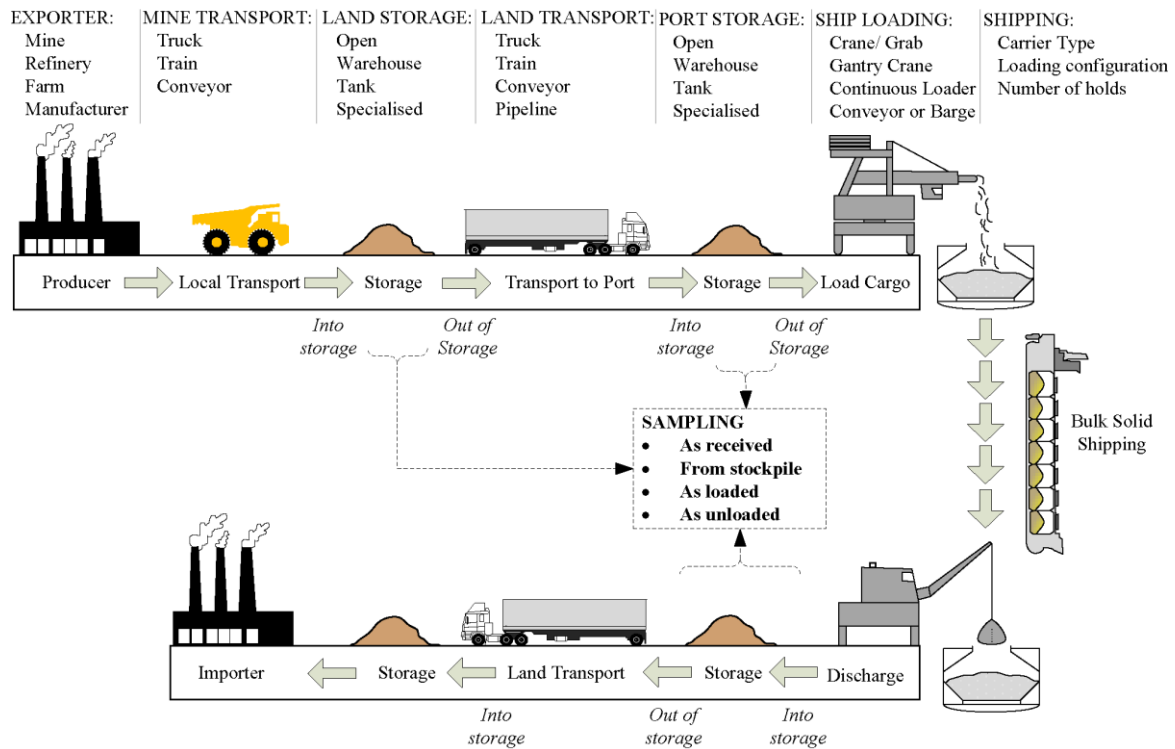 EXPORTER:
Mine
Refinery
Farm
Manufacturer
MINE TRANSPORT:
Truck
Train
Conveyor
LAND STORAGE:
Open
Warehouse
Tank
Specialised
LAND TRANSPORT:
Truck
Train
Conveyor
Pipeline
PORT STORAGE:
Open
Warehouse
Tank
Specialised
SHIP LOADING:
Crane/ Grab
Gantry Crane
Continuous Loader
Conveyor or Barge
SHIPPING:
Carrier Type
Loading configuration
Number of holds
Producer
Local Transport
Storage
Transport to Port
Storage
Load Cargo
Into
storage
Out of
Storage
Into
storage
Out of
Storage
SAMPLING
• As received
• From stockpile
• As loaded
• As unloaded
Bulk Solid
Shipping
Importer
Storage
Land Transport
Storage
Discharge
Into
storage
Out of
storage
Into
storage